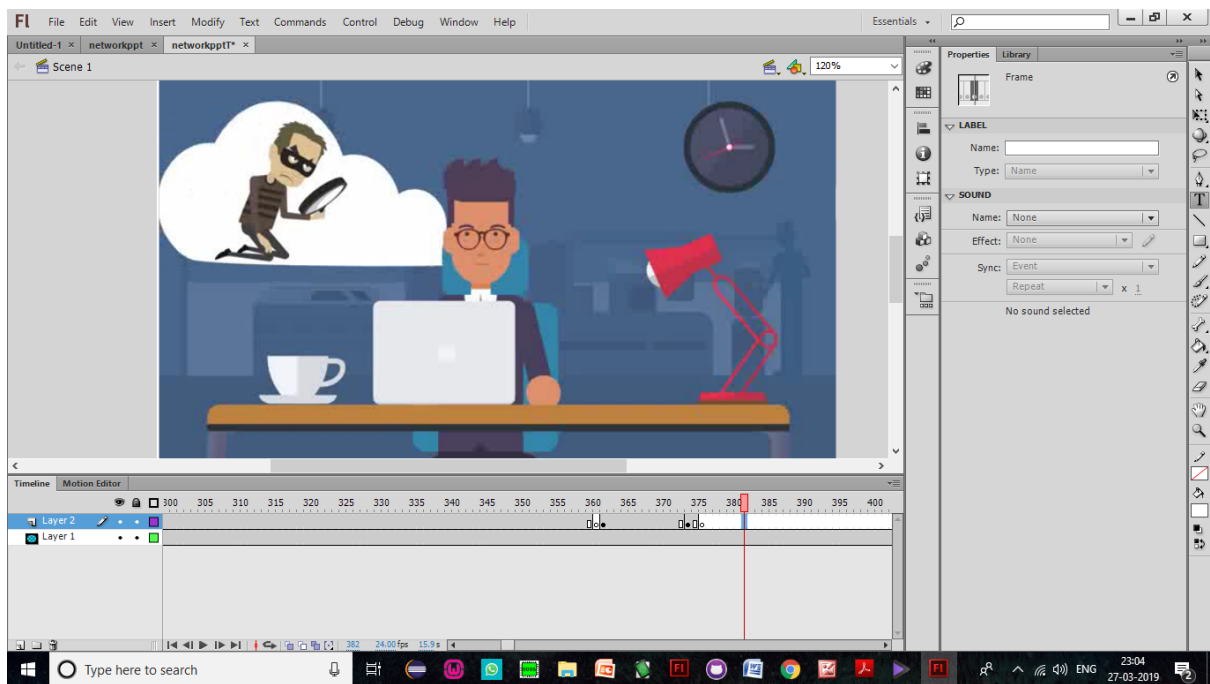 Fl File Edit View Insert Modify Text Commands Control Debug Window Help Essentials
Untitled-1 × networkppt × networkpptT* ×
Scene 1 120%
Properties Library
Frame
LABEL
Name:
Type: Name
SOUND
Name: None
Effect: None
Sync: Event
Repeat x 1
No sound selected
Timeline Motion Editor
300 305 310 315 320 325 330 335 340 345 350 355 360 365 370 375 380 385 390 395 400
Layer 2
Layer 1
382 24.00 fps 15.9 s
Type here to search
ENG
23:04
27-03-2019
2